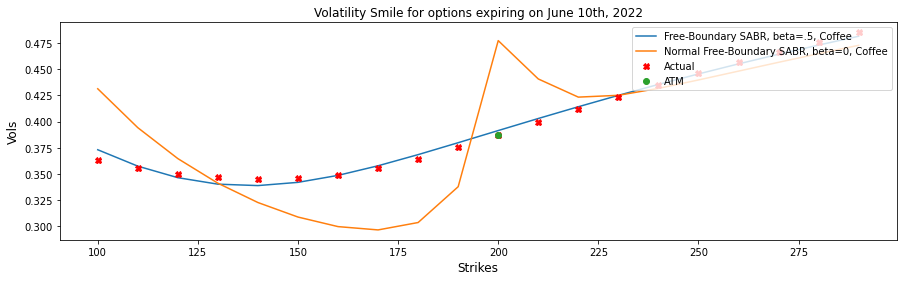 Volatility Smile for options expiring on June 10th, 2022
Free-Boundary SABR, beta=.5, Coffee
Normal Free-Boundary SABR, beta=0, Coffee
Actual
ATM
Vols
0.475
0.450
0.425
0.400
0.375
0.350
0.325
0.300
100
125
150
175
200
225
250
275
Strikes